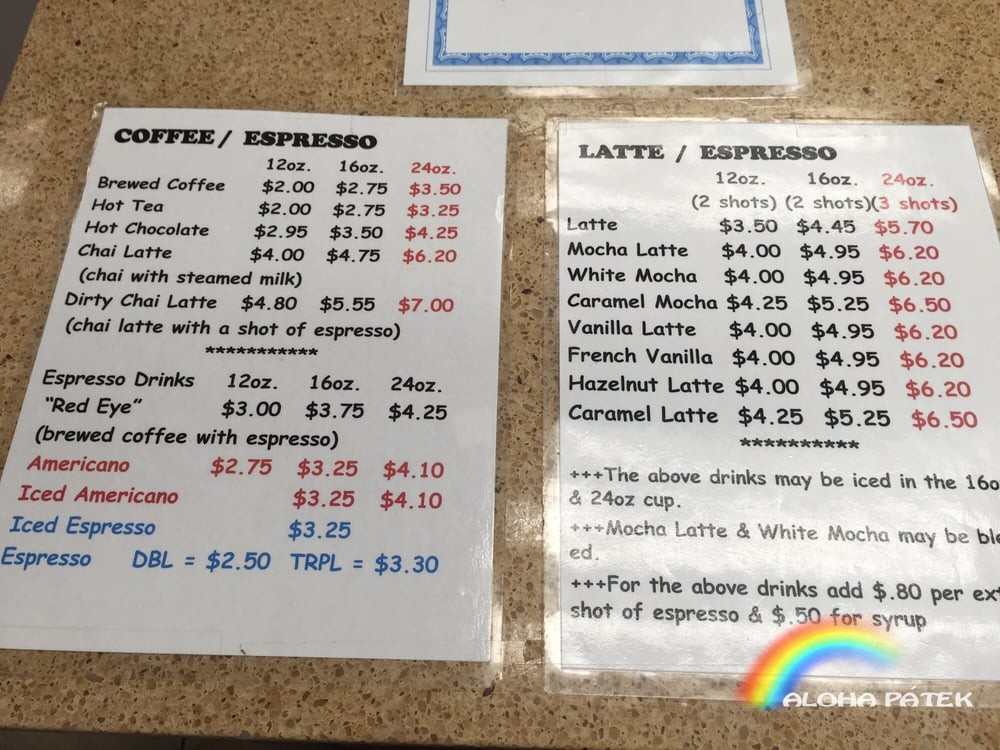 COFFEE / ESPRESSO
12oz. 16oz. 24oz.
Brewed Coffee $2.00 $2.75 $3.50
Hot Tea $2.00 $2.75 $3.25
Hot Chocolate $2.95 $3.50 $4.25
Chai Latte $4.00 $4.75 $6.20
(chai with steamed milk)
Dirty Chai Latte $4.80 $5.55 $7.00
(chai latte with a shot of espresso)
***********
Espresso Drinks 12oz. 16oz. 24oz.
"Red Eye" $3.00 $3.75 $4.25
(brewed coffee with espresso)
Americano $2.75 $3.25 $4.10
Iced Americano $3.25 $4.10
Iced Espresso $3.25
Espresso DBL = $2.50 TRPL = $3.30
LATTE / ESPRESSO
12oz. 16oz. 24oz.
(2 shots) (2 shots)(3 shots)
Latte $3.50 $4.45 $5.70
Mocha Latte $4.00 $4.95 $6.20
White Mocha $4.00 $4.95 $6.20
Caramel Mocha $4.25 $5.25 $6.50
Vanilla Latte $4.00 $4.95 $6.20
French Vanilla $4.00 $4.95 $6.20
Hazelnut Latte $4.00 $4.95 $6.20
Caramel Latte $4.25 $5.25 $6.50
**********
+++The above drinks may be iced in the 16o
& 24oz cup.
+++Mocha Latte & White Mocha may be ble
ed.
+++For the above drinks add $.80 per ext
shot of espresso & $.50 for syrup
ALOHA PÁTEK